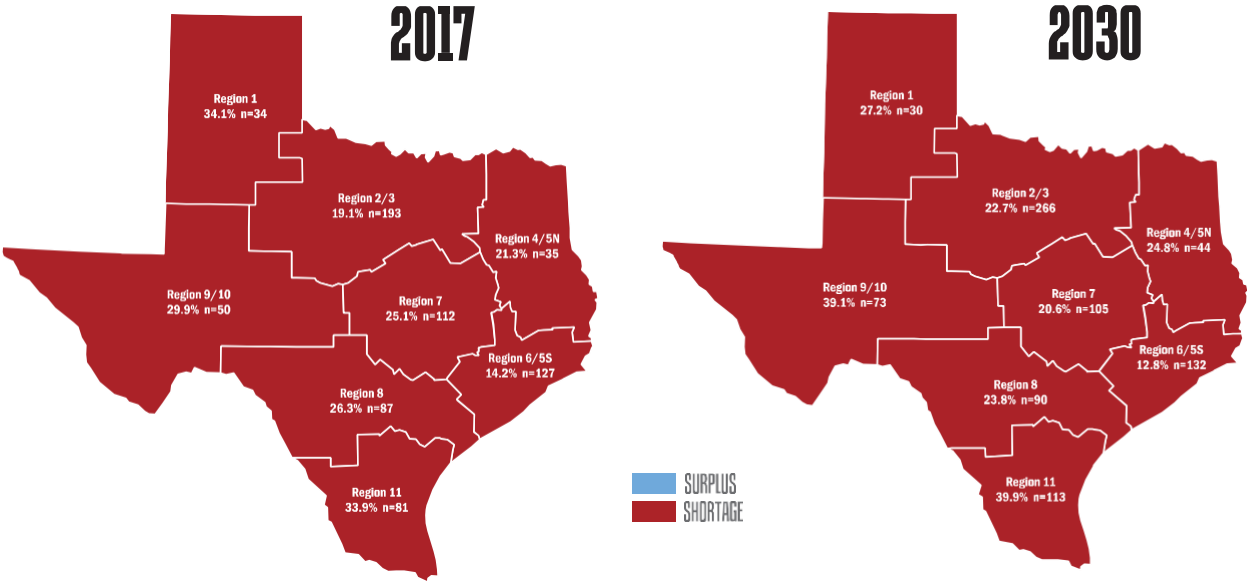 2017
Region 1
34.1% n=34
Region 2/3
19.1% n=193
Region 4/5N
21.3% n=35
Region 9/10
29.9% n=50
Region 7
25.1% n=112
Region 6/5S
14.2% n=127
Region 8
26.3% n=87
Region 11
33.9% n=81
2030
Region 1
27.2% n=30
Region 2/3
22.7% n=266
Region 4/5N
24.8% n=44
Region 9/10
39.1% n=73
Region 7
20.6% n=105
Region 6/5S
12.8% n=132
Region 8
23.8% n=90
Region 11
39.9% n=113
SURPLUS
SHORTAGE